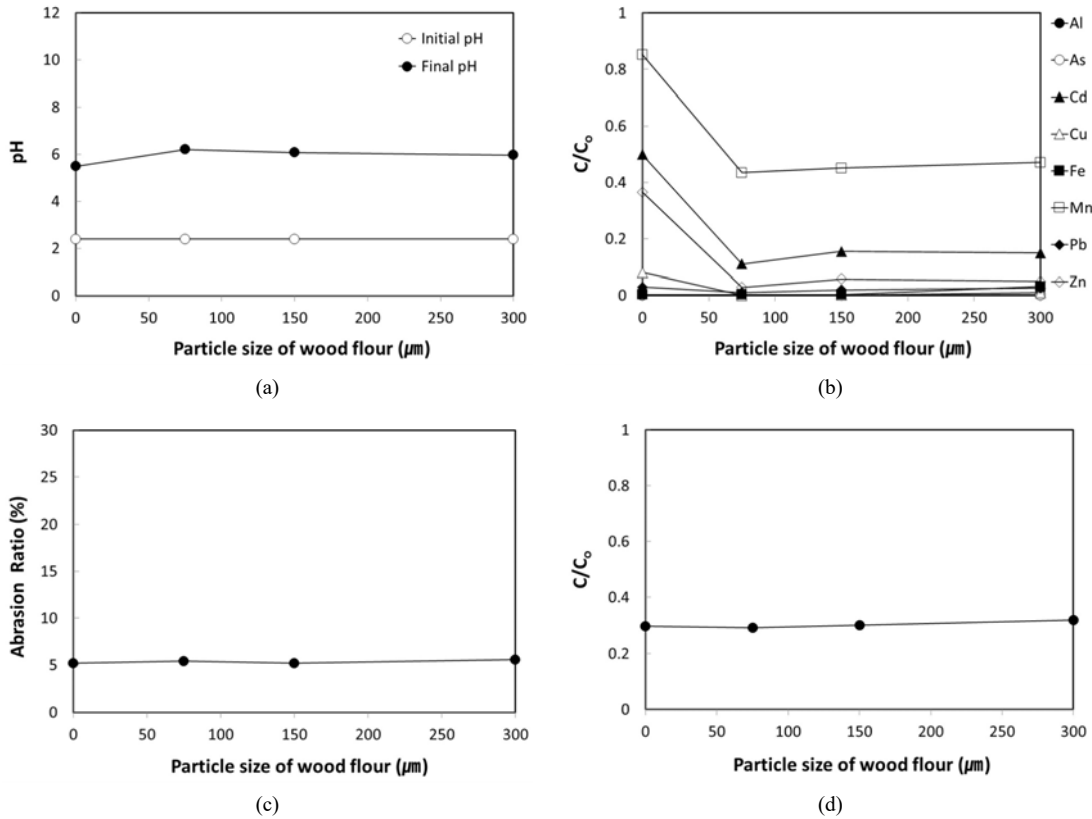 12
10
8
6
4
2
0
pH
Initial pH
Final pH
0 50 100 150 200 250 300
Particle size of wood flour (㎛)
(a)
1
0.8
0.6
0.4
0.2
0
C/Co
0 50 100 150 200 250 300
Particle size of wood flour (㎛)
Al
As
Cd
Cu
Fe
Mn
Pb
Zn
(b)
30
25
20
15
10
5
0
Abrasion Ratio (%)
0 50 100 150 200 250 300
Particle size of wood flour (㎛)
(c)
1
0.8
0.6
0.4
0.2
0
C/Co
0 50 100 150 200 250 300
Particle size of wood flour (㎛)
(d)